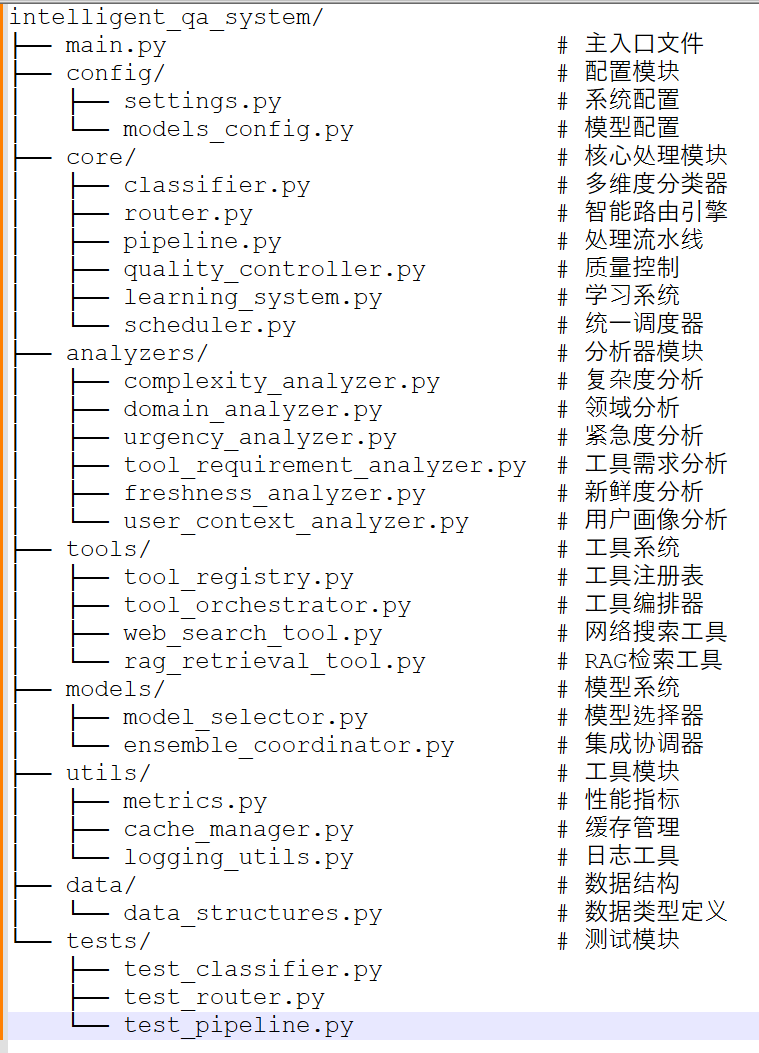 intelligent_qa_system/
├── main.py                            # 主入口文件
├── config/                            # 配置模块
│   ├── settings.py                    # 系统配置
│   └── models_config.py               # 模型配置
├── core/                              # 核心处理模块
│   ├── classifier.py                  # 多维度分类器
│   ├── router.py                      # 智能路由引擎
│   ├── pipeline.py                    # 处理流水线
│   ├── quality_controller.py          # 质量控制
│   ├── learning_system.py             # 学习系统
│   └── scheduler.py                   # 统一调度器
├── analyzers/                         # 分析器模块
│   ├── complexity_analyzer.py         # 复杂度分析
│   ├── domain_analyzer.py             # 领域分析
│   ├── urgency_analyzer.py            # 紧急度分析
│   ├── tool_requirement_analyzer.py   # 工具需求分析
│   ├── freshness_analyzer.py          # 新鲜度分析
│   └── user_context_analyzer.py       # 用户画像分析
├── tools/                             # 工具系统
│   ├── tool_registry.py               # 工具注册表
│   ├── tool_orchestrator.py           # 工具编排器
│   ├── web_search_tool.py             # 网络搜索工具
│   └── rag_retrieval_tool.py          # RAG检索工具
├── models/                            # 模型系统
│   ├── model_selector.py              # 模型选择器
│   └── ensemble_coordinator.py        # 集成协调器
├── utils/                             # 工具模块
│   ├── metrics.py                     # 性能指标
│   ├── cache_manager.py               # 缓存管理
│   └── logging_utils.py               # 日志工具
├── data/                              # 数据结构
│   └── data_structures.py             # 数据类型定义
└── tests/                             # 测试模块
    ├── test_classifier.py
    ├── test_router.py
    └── test_pipeline.py